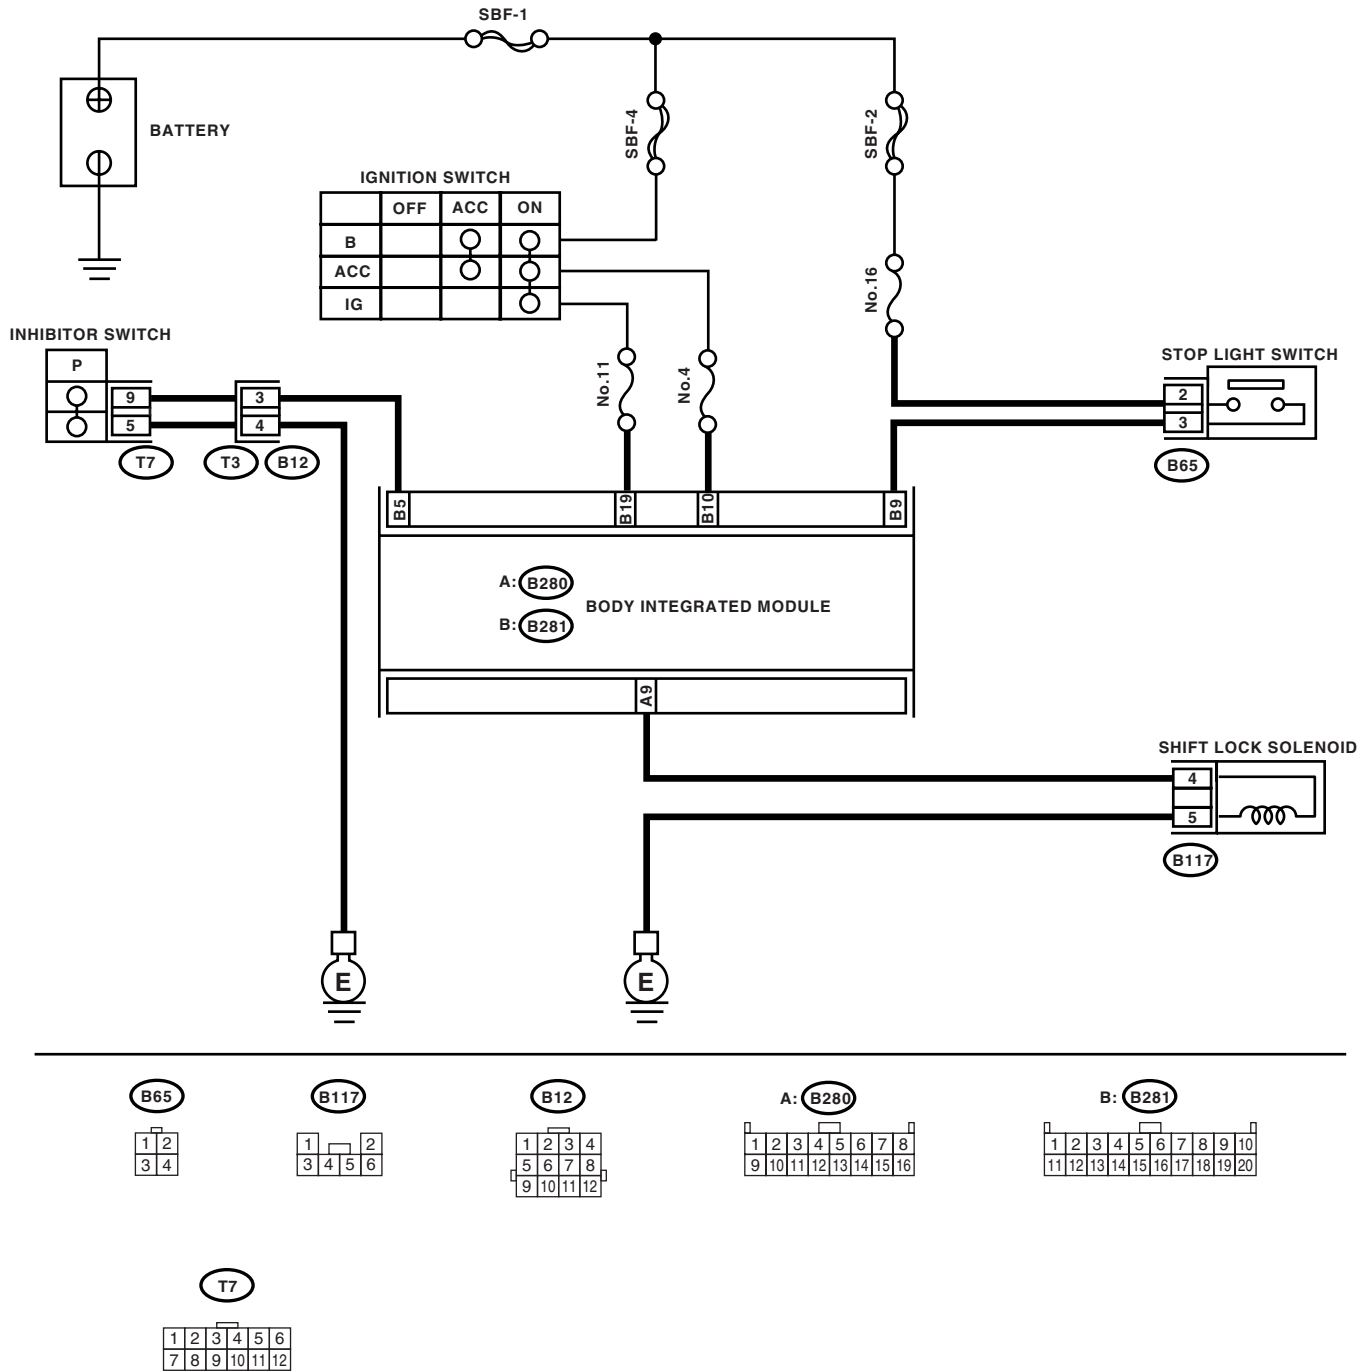 SBF-1
BATTERY
SBF-4
SBF-2
IGNITION SWITCH
OFF ACC ON
B
ACC
IG
No.16
INHIBITOR SWITCH
P
9
5
3
4
T7
T3
B12
No.11
No.4
STOP LIGHT SWITCH
2
3
B65
B5
B19
B10
B9
A: B280
B: B281
BODY INTEGRATED MODULE
A9
SHIFT LOCK SOLENOID
4
5
B117
E
E
B65
1 2
3 4
B117
1 2
3 4 5 6
B12
1 2 3 4
5 6 7 8
9 10 11 12
A: B280
1 2 3 4 5 6 7 8
9 10 11 12 13 14 15 16
B: B281
1 2 3 4 5 6 7 8 9 10
11 12 13 14 15 16 17 18 19 20
T7
1 2 3 4 5 6
7 8 9 10 11 12